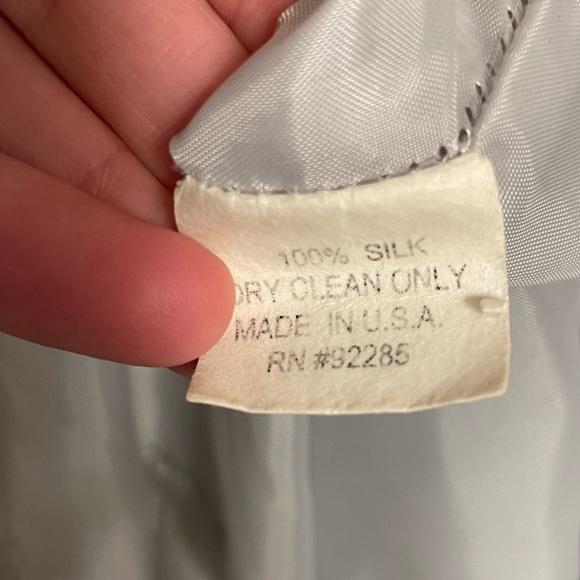 100% SILK
DRY CLEAN ONLY
MADE IN U.S.A.
RN #92285